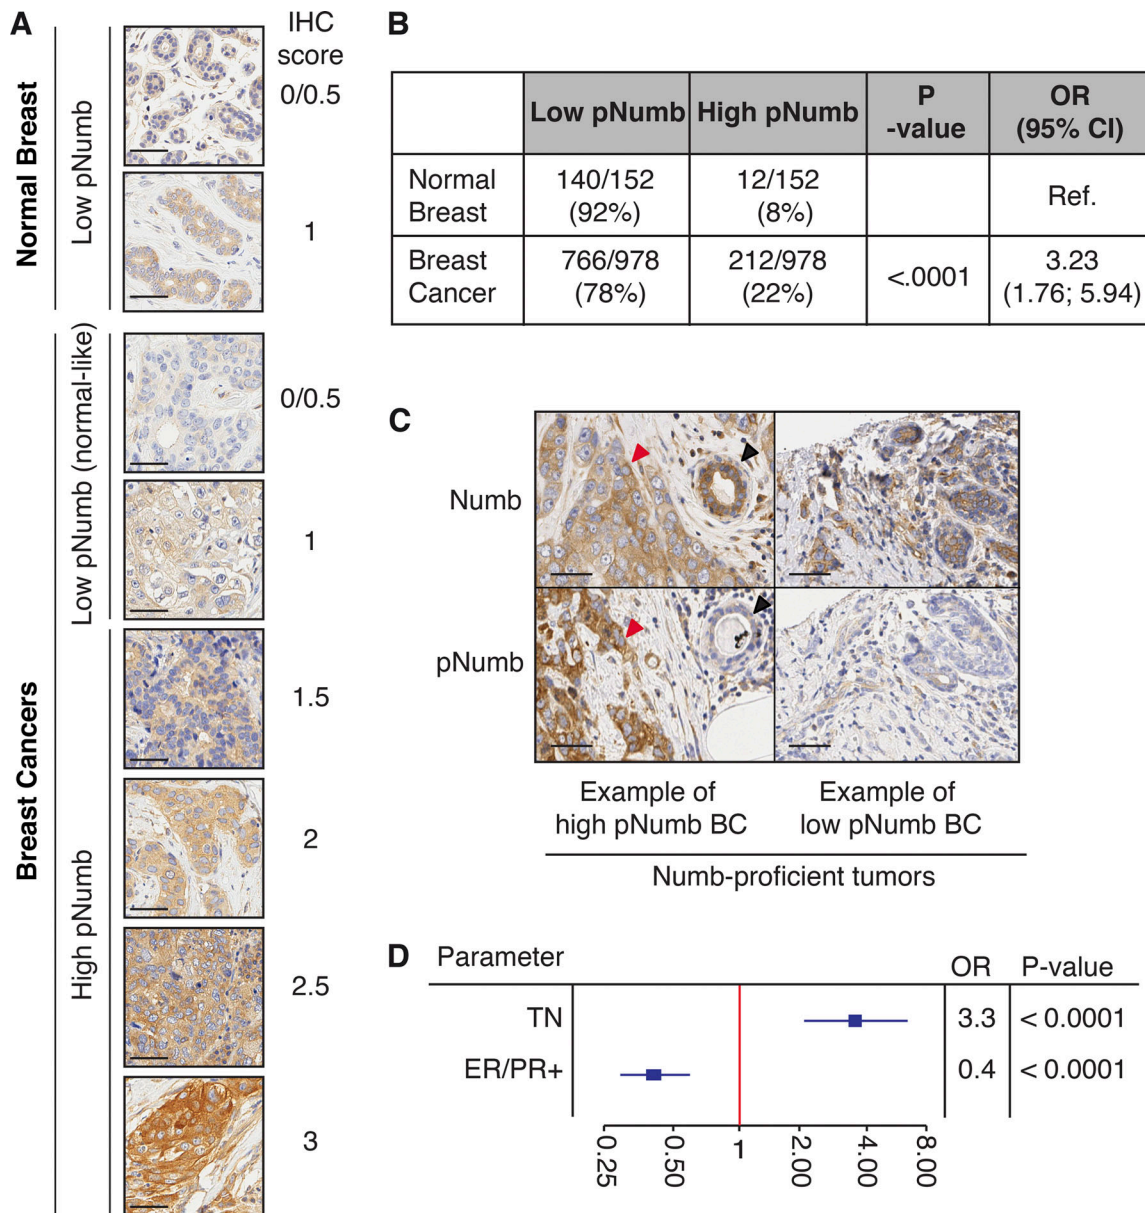 A
IHC
score
Normal Breast
Low pNumb
0/0.5
1
Breast Cancers
Low pNumb (normal-like)
0/0.5
1
High pNumb
1.5
2
2.5
3
B
Low pNumb High pNumb P-value OR (95% CI)
Normal Breast 140/152 (92%) 12/152 (8%) Ref.
Breast Cancer 766/978 (78%) 212/978 (22%) <.0001 3.23 (1.76; 5.94)
C
Numb
pNumb
Example of high pNumb BC
Example of low pNumb BC
Numb-proficient tumors
D
Parameter OR P-value
TN 3.3 < 0.0001
ER/PR+ 0.4 < 0.0001
0.25 0.50 1 2.00 4.00 8.00